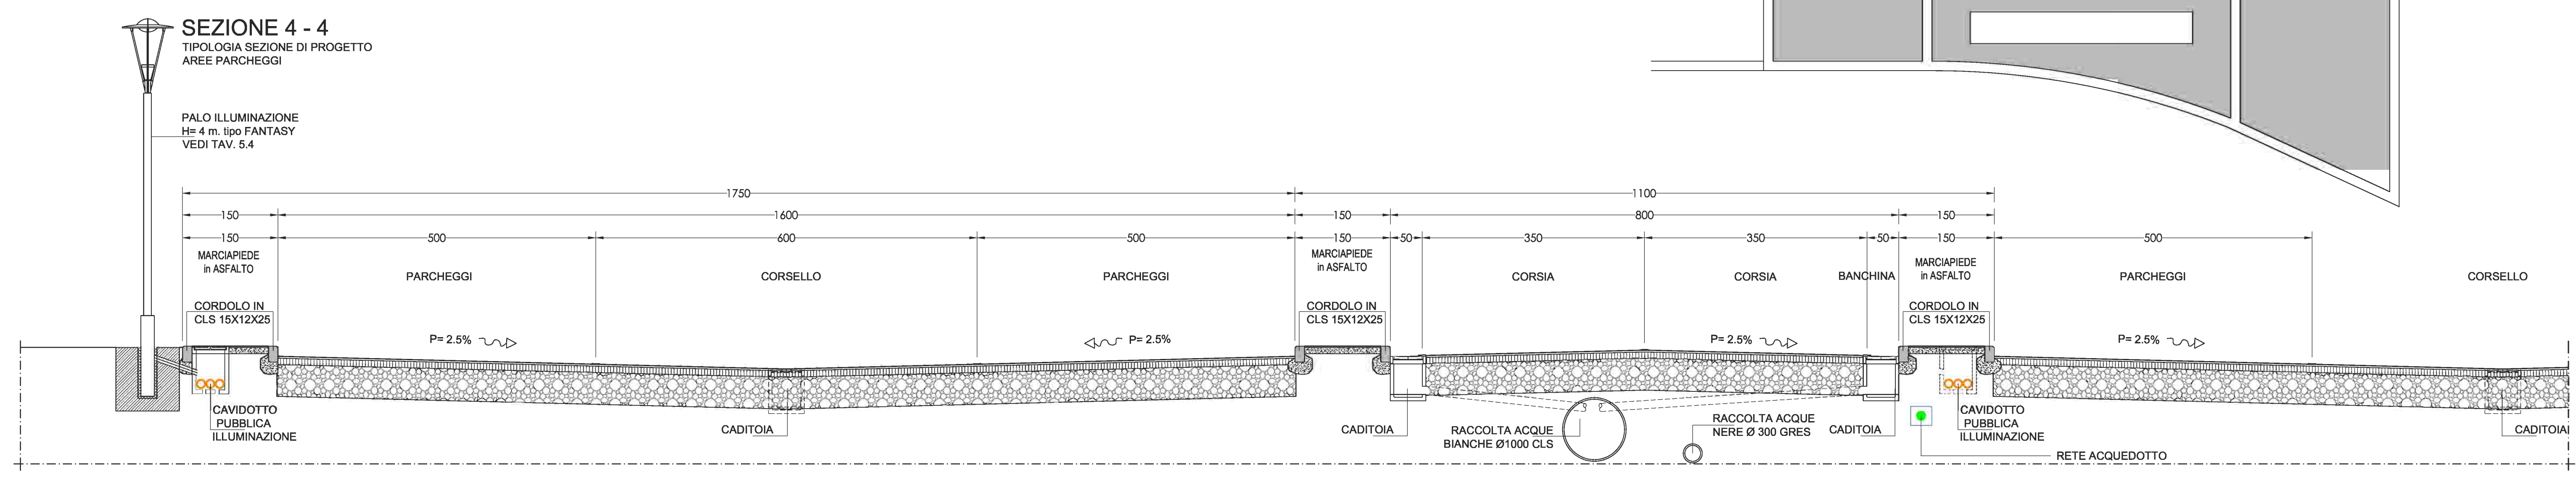 SEZIONE 4 - 4
TIPOLOGIA SEZIONE DI PROGETTO
AREE PARCHEGGI
PALO ILLUMINAZIONE
H= 4 m. tipo FANTASY
VEDI TAV. 5.4
1750 1100
150 1600 150 800 150
150 500 600 500 150 50 350 350 50 150 500
MARCIAPIEDE
in ASFALTO
PARCHEGGI
CORSELLO
PARCHEGGI
MARCIAPIEDE
in ASFALTO
CORSIA
CORSIA
BANCHINA
MARCIAPIEDE
in ASFALTO
PARCHEGGI
CORSELLO
CORDOLO IN
CLS 15X12X25
CORDOLO IN
CLS 15X12X25
CORDOLO IN
CLS 15X12X25
P= 2.5%
P= 2.5%
P= 2.5%
P= 2.5%
CAVIDOTTO
PUBBLICA
ILLUMINAZIONE
CADITOIA
CADITOIA
RACCOLTA ACQUE
BIANCHE Ø1000 CLS
RACCOLTA ACQUE
NERE Ø 300 GRES
CADITOIA
CAVIDOTTO
PUBBLICA
ILLUMINAZIONE
RETE ACQUEDOTTO
CADITOIA